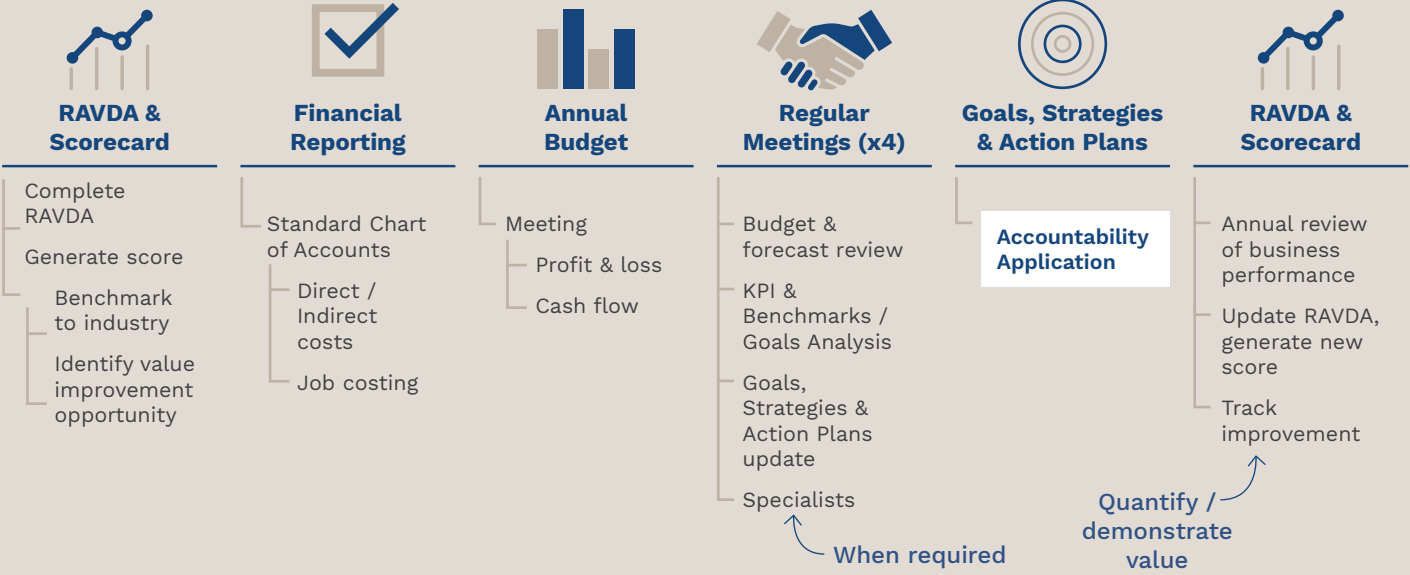 RAVDA &
Scorecard
Complete
RAVDA
Generate score
Benchmark
to industry
Identify value
improvement
opportunity
Financial
Reporting
Standard Chart
of Accounts
Direct /
Indirect
costs
Job costing
Annual
Budget
Meeting
Profit & loss
Cash flow
Regular
Meetings (x4)
Budget &
forecast review
KPI &
Benchmarks /
Goals Analysis
Goals,
Strategies &
Action Plans
update
Specialists
When required
Goals, Strategies
& Action Plans
Accountability
Application
RAVDA &
Scorecard
Annual review
of business
performance
Update RAVDA,
generate new
score
Track
improvement
Quantify /
demonstrate
value